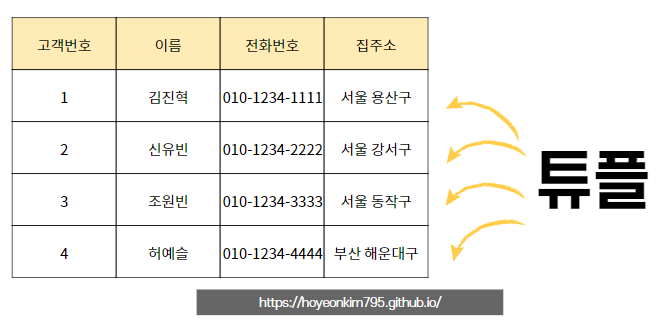 고객번호 이름 전화번호 집주소
1 김진혁 010-1234-1111 서울 용산구
2 신유빈 010-1234-2222 서울 강서구
3 조원빈 010-1234-3333 서울 동작구
4 허예슬 010-1234-4444 부산 해운대구
튜플
https://hoyeonkim795.github.io/